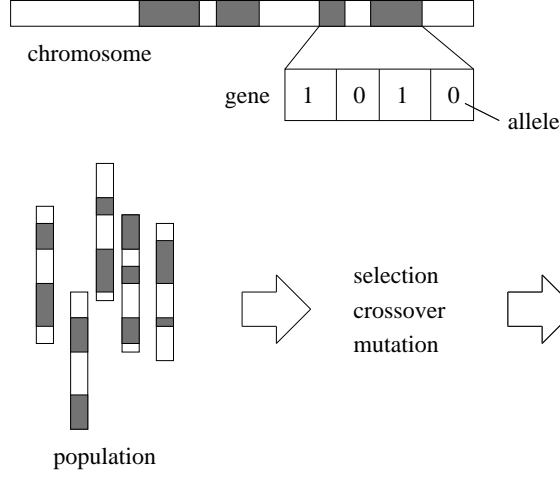 chromosome
gene 1 0 1 0
allele
selection
crossover
mutation
population